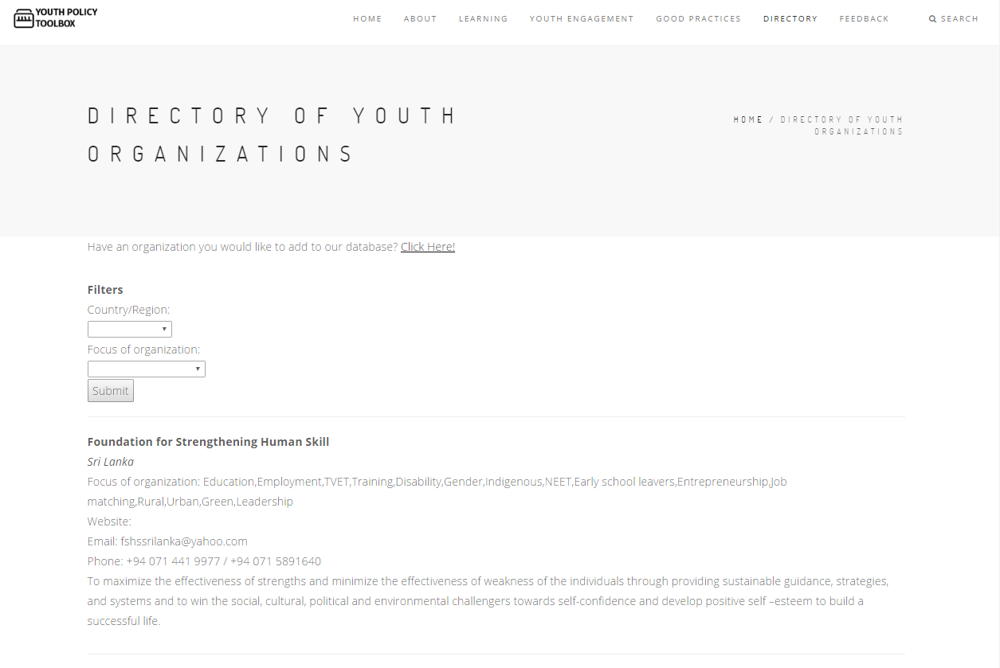 YOUTH POLICY
TOOLBOX
HOME ABOUT LEARNING YOUTH ENGAGEMENT GOOD PRACTICES DIRECTORY FEEDBACK SEARCH
DIRECTORY OF YOUTH
ORGANIZATIONS
HOME / DIRECTORY OF YOUTH
ORGANIZATIONS
Have an organization you would like to add to our database? Click Here!
Filters
Country/Region:
Focus of organization:
Submit
Foundation for Strengthening Human Skill
Sri Lanka
Focus of organization: Education,Employment,TVET,Training,Disability,Gender,Indigenous,NEET,Early school leavers,Entrepreneurship,Job
matching,Rural,Urban,Green,Leadership
Website:
Email: fshssrilanka@yahoo.com
Phone: +94 071 441 9977 / +94 071 5891640
To maximize the effectiveness of strengths and minimize the effectiveness of weakness of the individuals through providing sustainable guidance, strategies,
and systems and to win the social, cultural, political and environmental challengers towards self-confidence and develop positive self –esteem to build a
successful life.